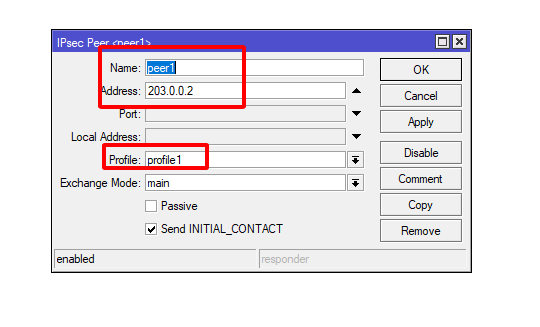 IPsec Peer <peer1>
Name: peer1
OK
Address: 203.0.0.2
Cancel
Port:
Apply
Local Address:
Profile: profile1
Disable
Exchange Mode: main
Comment
Passive
Copy
Send INITIAL_CONTACT
Remove
enabled
responder